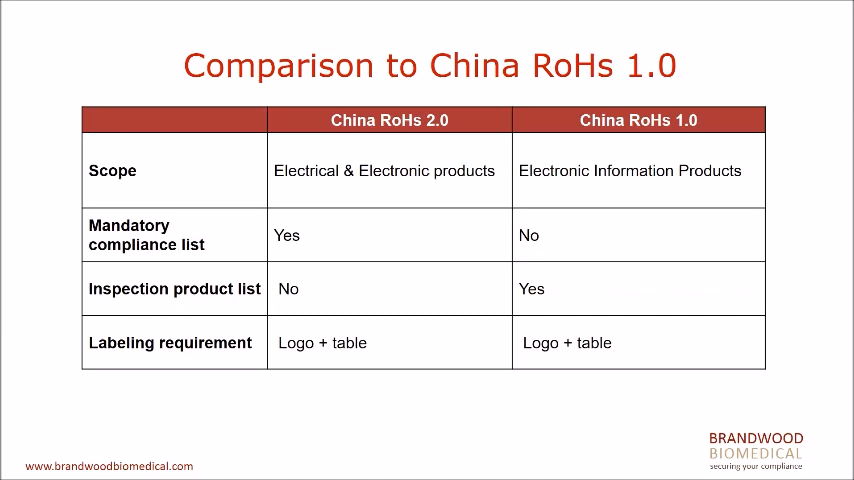 Comparison to China RoHs 1.0
China RoHs 2.0 China RoHs 1.0
Scope Electrical & Electronic products Electronic Information Products
Mandatory
compliance list Yes No
Inspection product list No Yes
Labeling requirement Logo + table Logo + table
BRANDWOOD
BIOMEDICAL
securing your compliance
www.brandwoodbiomedical.com